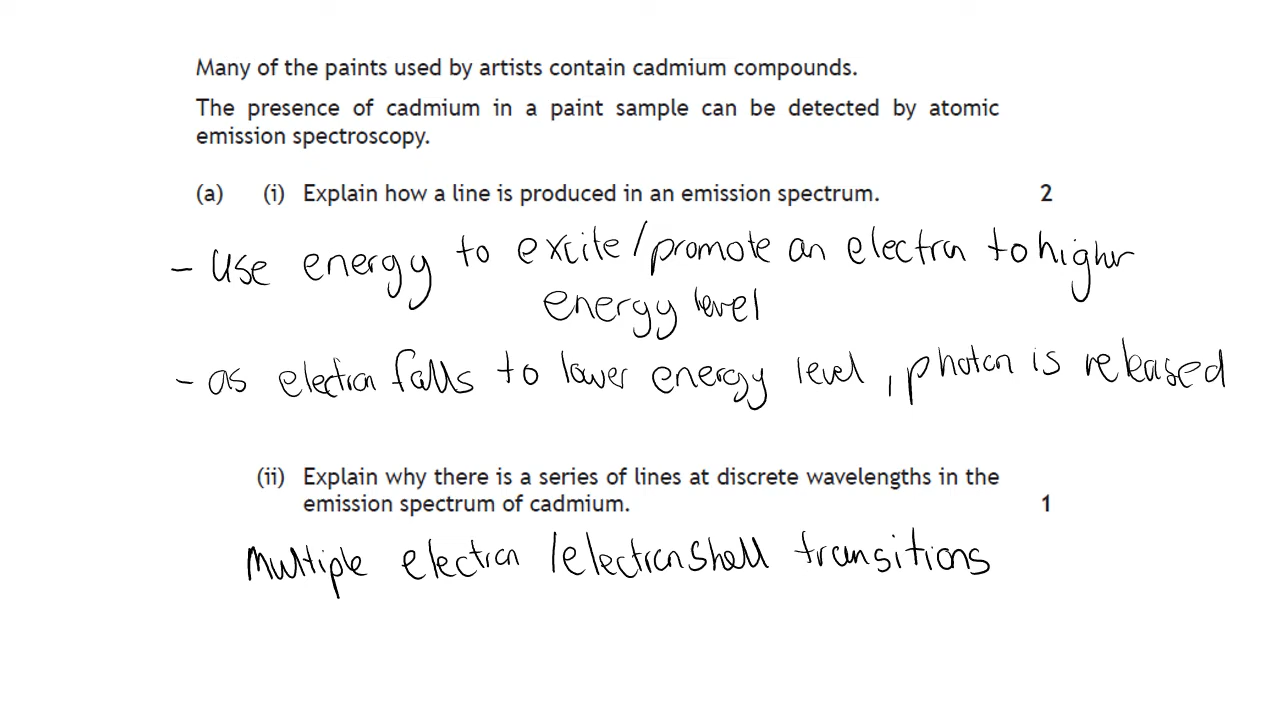 Many of the paints used by artists contain cadmium compounds.
The presence of cadmium in a paint sample can be detected by atomic
emission spectroscopy.
(a) (i) Explain how a line is produced in an emission spectrum. 2
- Use energy to excite/promote an electron to higher
energy level
- as electron falls to lower energy level, photon is released
(ii) Explain why there is a series of lines at discrete wavelengths in the
emission spectrum of cadmium. 1
Multiple electron /electron shell transitions